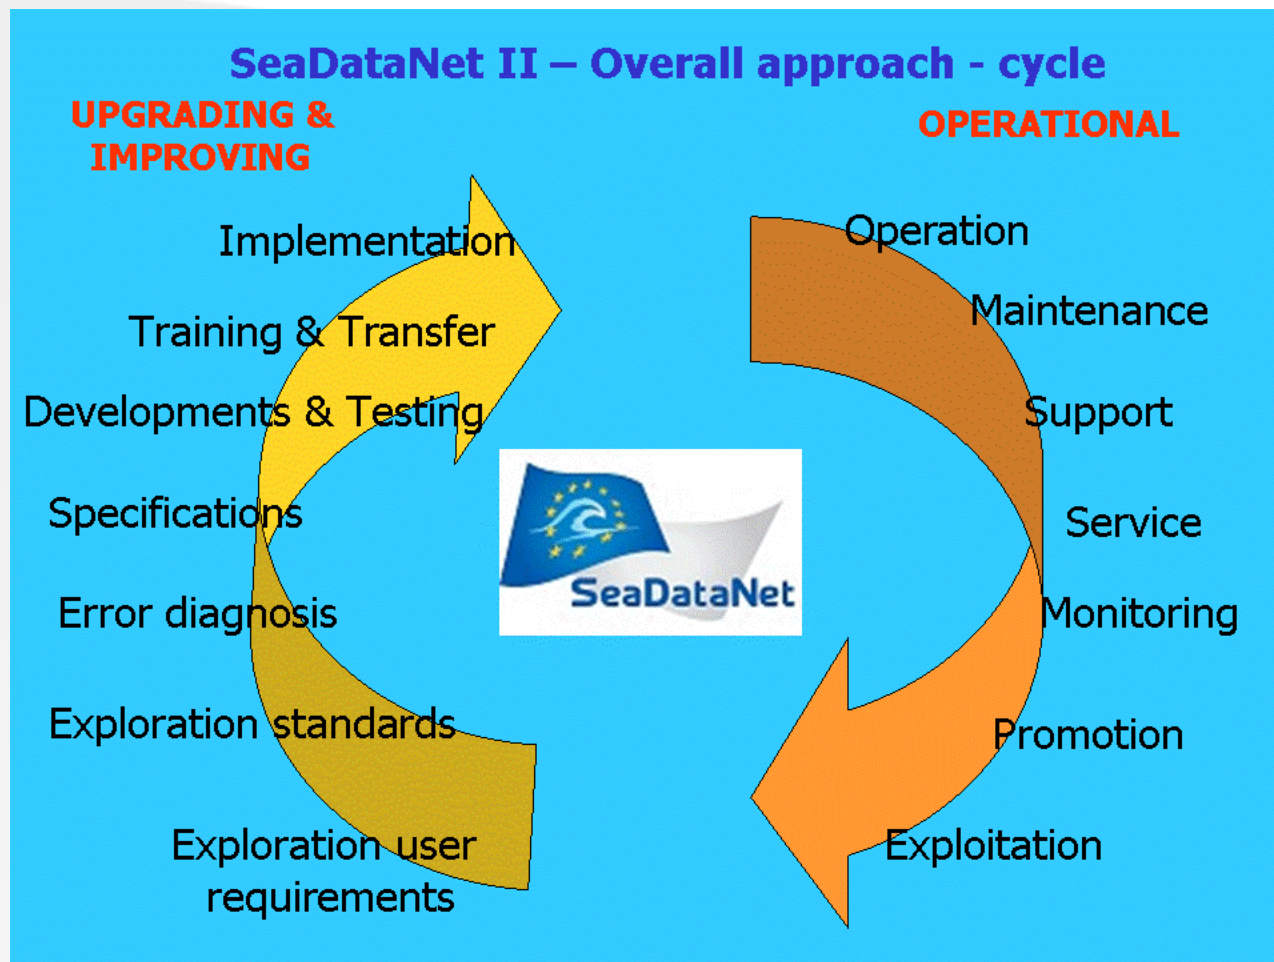 SeaDataNet II – Overall approach - cycle
UPGRADING &
IMPROVING
OPERATIONAL
Implementation
Training & Transfer
Developments & Testing
Specifications
Error diagnosis
Exploration standards
Exploration user
requirements
SeaDataNet
Operation
Maintenance
Support
Service
Monitoring
Promotion
Exploitation